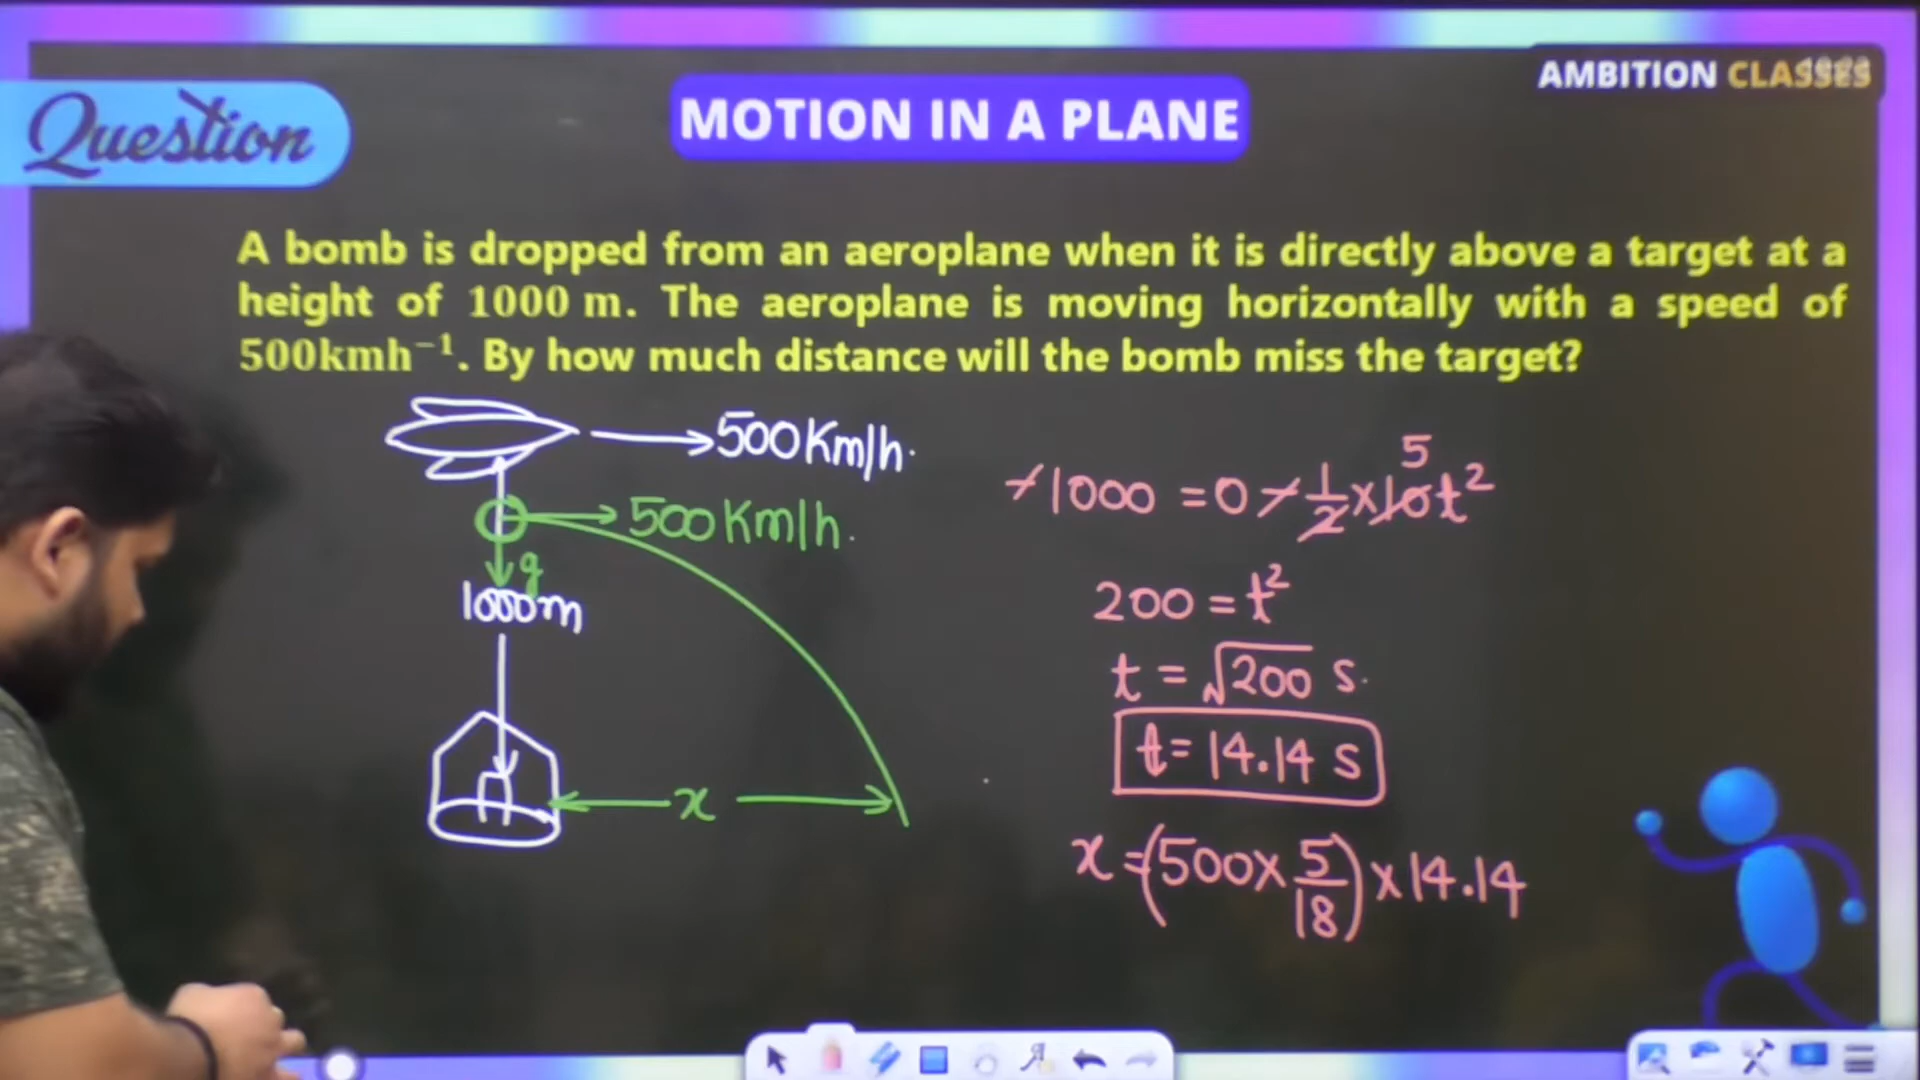 AMBITION CLASSES
Question
MOTION IN A PLANE
A bomb is dropped from an aeroplane when it is directly above a target at a
height of 1000 m. The aeroplane is moving horizontally with a speed of
500kmh⁻¹. By how much distance will the bomb miss the target?
500Km/h.
500Km/h.
g
1000m
x
-1000 = 0 - 1/2 x 10t² 5
200 = t²
t = √200 s.
t = 14.14 s
x = (500 x 5/18) x 14.14